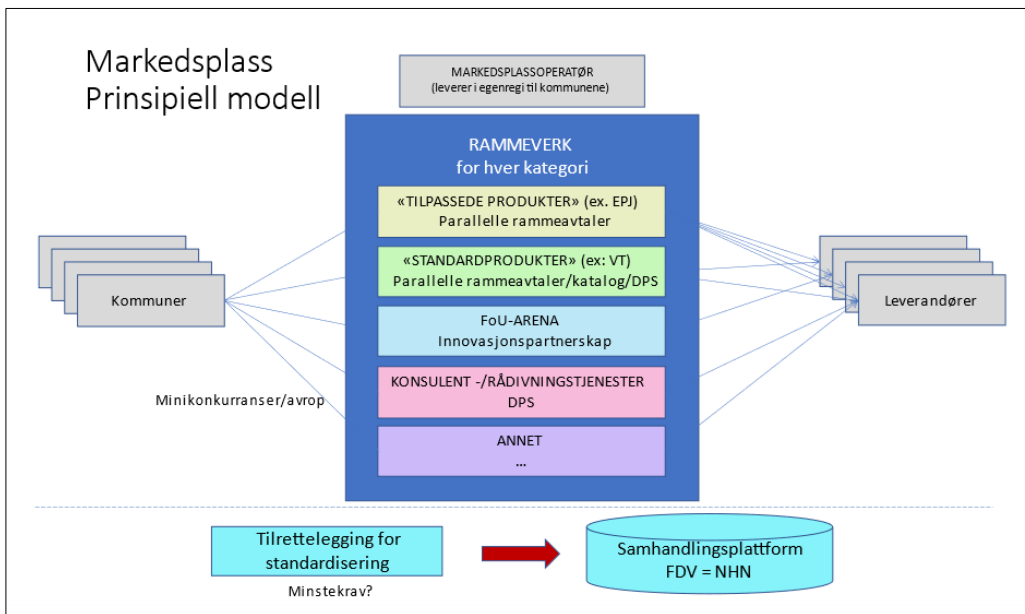 Markedsplass
Prinsipiell modell
MARKEDSPLASSOPERATØR
(leverer i egenregi til kommunene)
RAMMEVERK
for hver kategori
«TILPASSEDE PRODUKTER» (ex. EPJ)
Parallelle rammeavtaler
«STANDARDPRODUKTER» (ex: VT)
Parallelle rammeavtaler/katalog/DPS
FoU-ARENA
Innovasjonspartnerskap
KONSULENT -/RÅDIVNINGSTJENESTER
DPS
ANNET
...
Kommuner
Leverandører
Minikonkurranser/avrop
Tilrettelegging for
standardisering
Minstekrav?
Samhandlingsplattform
FDV = NHN